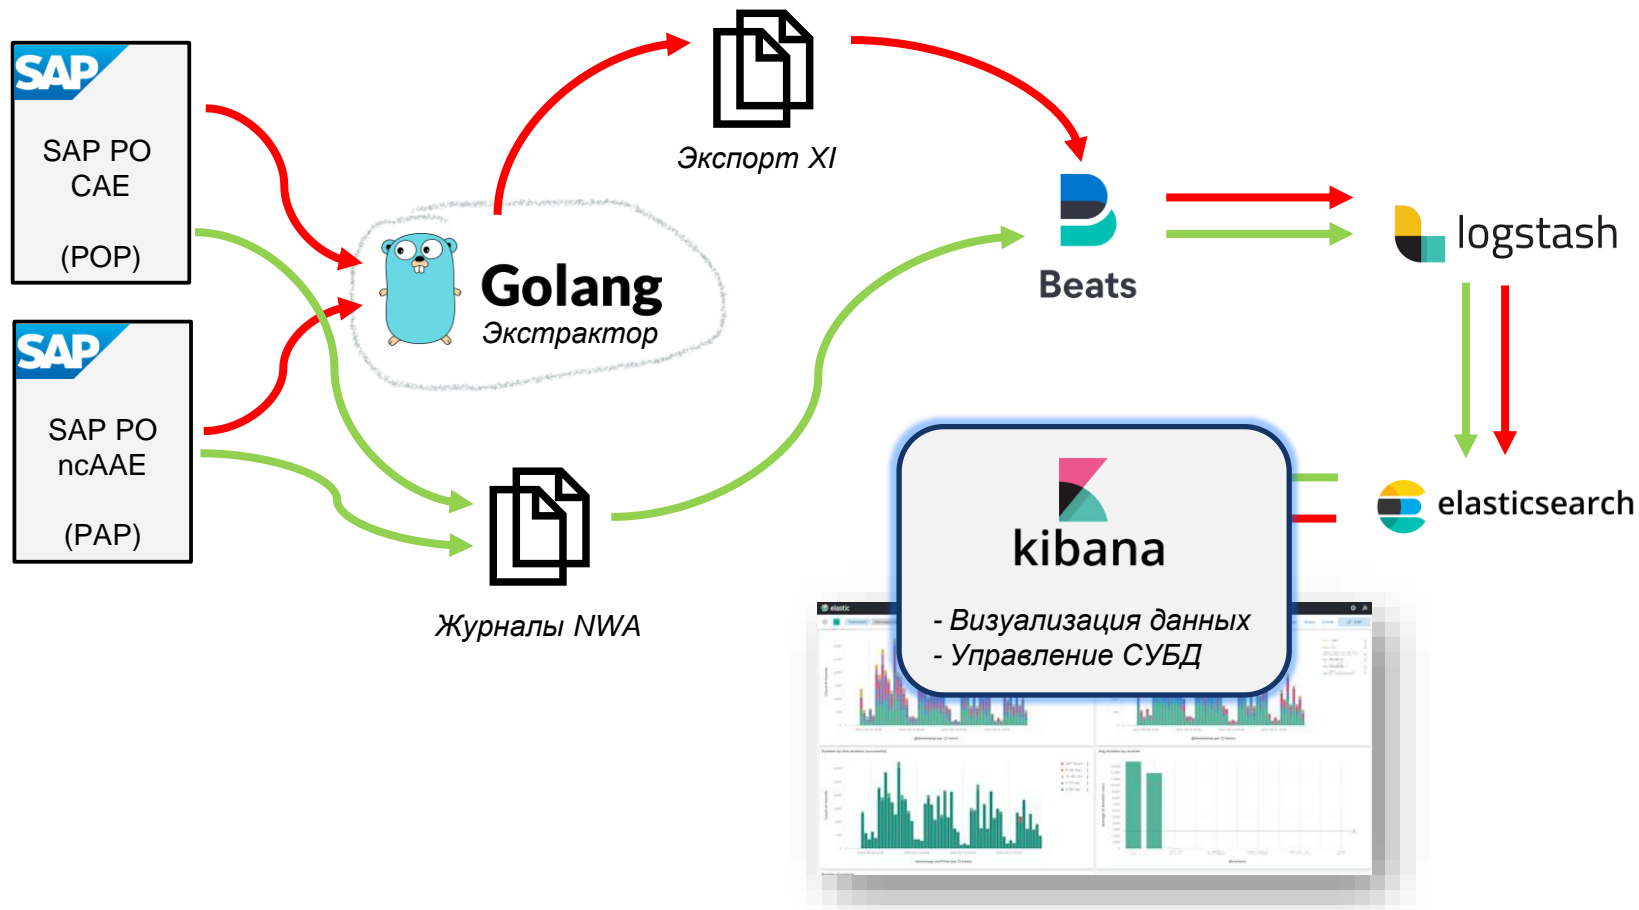 SAP
SAP PO
CAE
(POP)
SAP
SAP PO
ncAAE
(PAP)
Golang
Экстрактор
Экспорт XI
Журналы NWA
Beats
logstash
elasticsearch
kibana
- Визуализация данных
- Управление СУБД
elastic